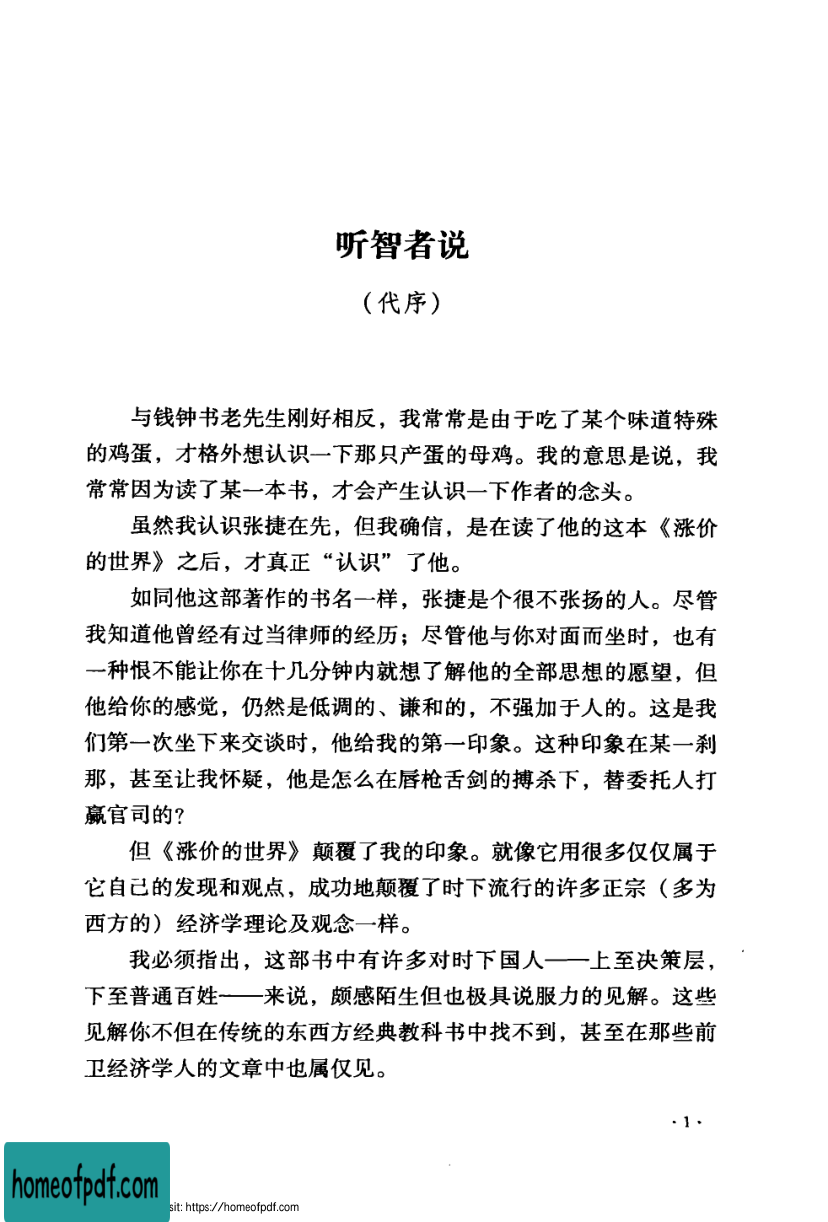 听智者说
（代序）
与钱钟书老先生刚好相反，我常常是由于吃了某个味道特殊
的鸡蛋，才格外想认识一下那只产蛋的母鸡。我的意思是说，我
常常因为读了某一本书，才会产生认识一下作者的念头。
虽然我认识张捷在先，但我确信，是在读了他的这本《涨价
的世界》之后，才真正“认识”了他。
如同他这部著作的书名一样，张捷是个很不张扬的人。尽管
我知道他曾经有过当律师的经历；尽管他与你对面而坐时，也有
一种恨不能让你在十几分钟内就想了解他的全部思想的愿望，但
他给你的感觉，仍然是低调的、谦和的，不强加于人的。这是我
们第一次坐下来交谈时，他给我的第一印象。这种印象在某一刹
那，甚至让我怀疑，他是怎么在唇枪舌剑的搏杀下，替委托人打
赢官司的？
但《涨价的世界》颠覆了我的印象。就像它用很多仅仅属于
它自己的发现和观点，成功地颠覆了时下流行的许多正宗（多为
西方的）经济学理论及观念一样。
我必须指出，这部书中有许多对时下国人——上至决策层，
下至普通百姓——来说，颇感陌生但也极具说服力的见解。这些
见解你不但在传统的东西方经典教科书中找不到，甚至在那些前
卫经济学人的文章中也属仅见。
·1·
homeofpdf.com
sit: https://homeofpdf.com